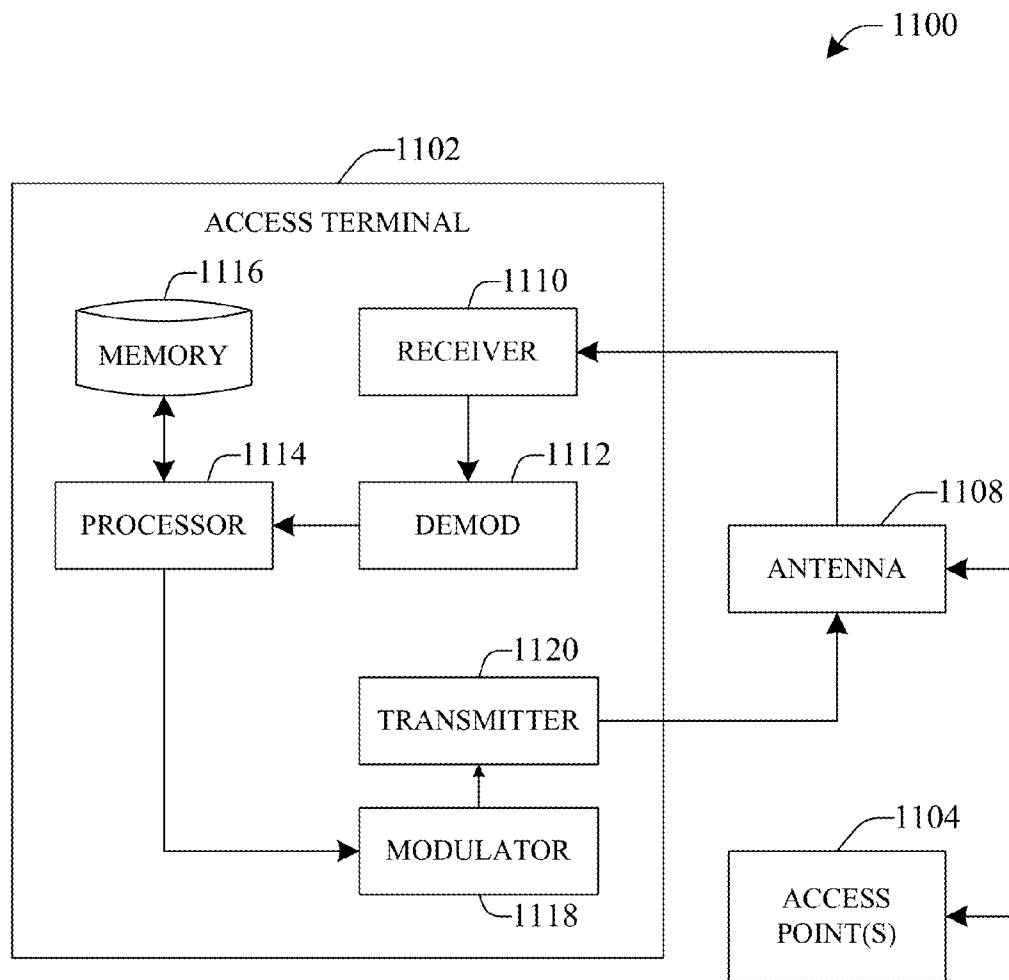 1100
1102
ACCESS TERMINAL
1116
1110
MEMORY
RECEIVER
1114
1112
1108
PROCESSOR
DEMOD
ANTENNA
1120
TRANSMITTER
1104
MODULATOR
ACCESS
POINT(S)
1118